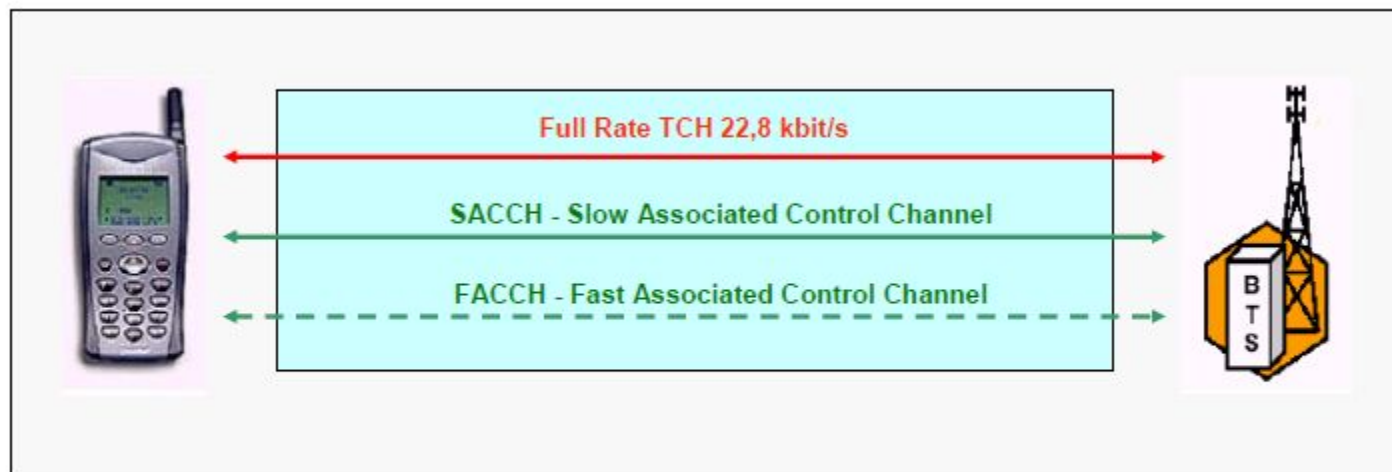 Full Rate TCH 22,8 kbit/s
SACCH - Slow Associated Control Channel
FACCH - Fast Associated Control Channel
B
T
S